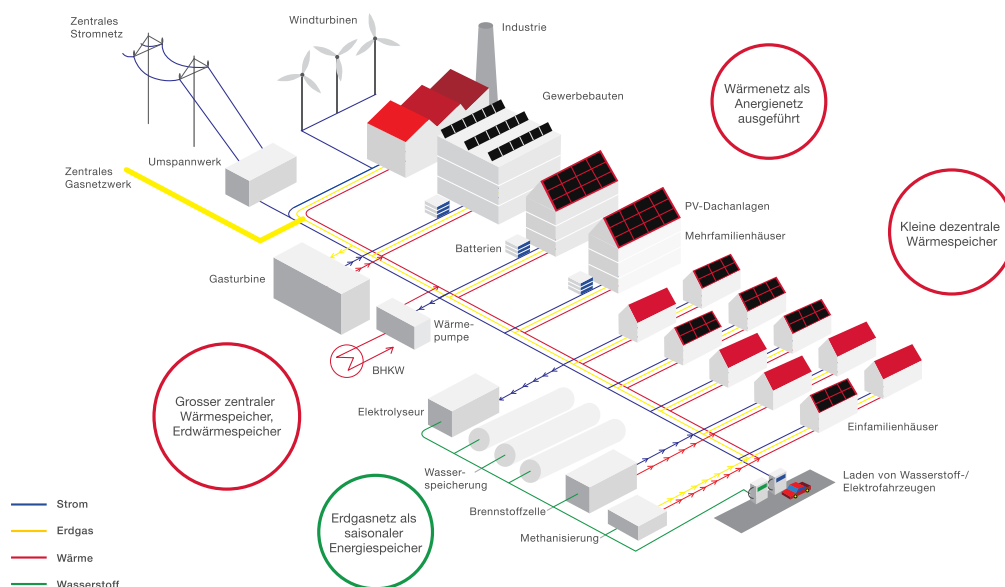 Zentrales
Stromnetz
Windturbinen
Industrie
Gewerbebauten
Wärmenetz als
Anergienetz
ausgeführt
Umspannwerk
Zentrales
Gasnetzwerk
PV-Dachanlagen
Mehrfamilienhäuser
Kleine dezentrale
Wärmespeicher
Batterien
Gasturbine
Wärme-
pumpe
BHKW
Grosser zentraler
Wärmespeicher,
Erdwärmespeicher
Elektrolyseur
Einfamilienhäuser
Wasser-
speicherung
Laden von Wasserstoff-/
Elektrofahrzeugen
Brennstoffzelle
Methanisierung
Erdgasnetz als
saisonaler
Energiespeicher
Strom
Erdgas
Wärme
Wasserstoff